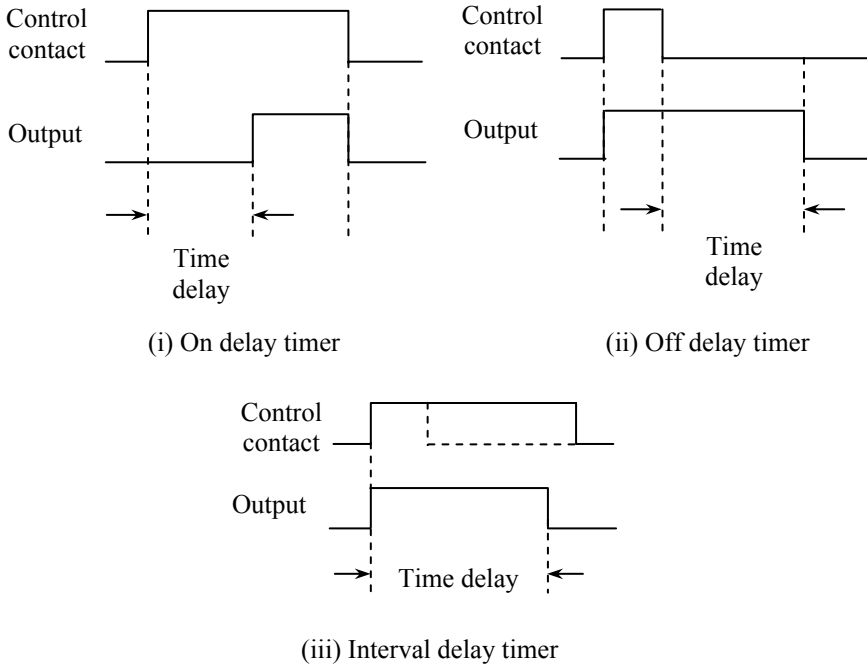 Control
contact
Output
Time
delay
(i) On delay timer
Control
contact
Output
Time
delay
(ii) Off delay timer
Control
contact
Output
Time delay
(iii) Interval delay timer